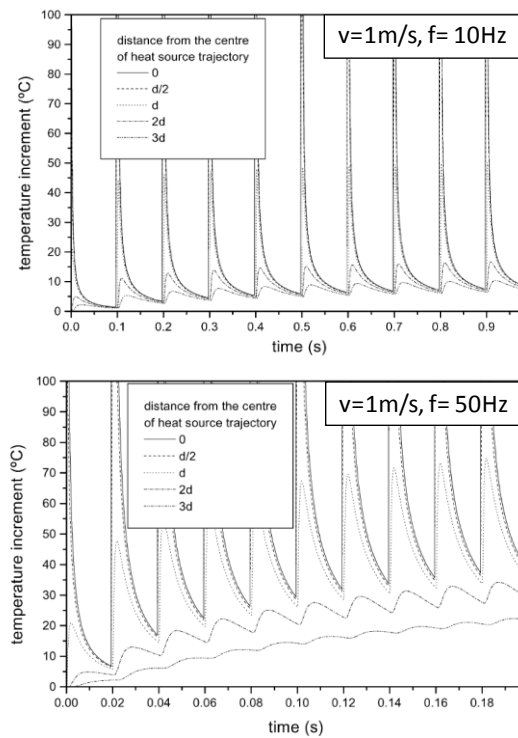 v=1m/s, f= 10Hz
distance from the centre
of heat source trajectory
0
d/2
d
2d
3d
temperature increment (ºC)
100
90
80
70
60
50
40
30
20
10
0
0.0 0.1 0.2 0.3 0.4 0.5 0.6 0.7 0.8 0.9
time (s)
v=1m/s, f= 50Hz
distance from the centre
of heat source trajectory
0
d/2
d
2d
3d
temperature increment (ºC)
100
90
80
70
60
50
40
30
20
10
0
0.00 0.02 0.04 0.06 0.08 0.10 0.12 0.14 0.16 0.18
time (s)